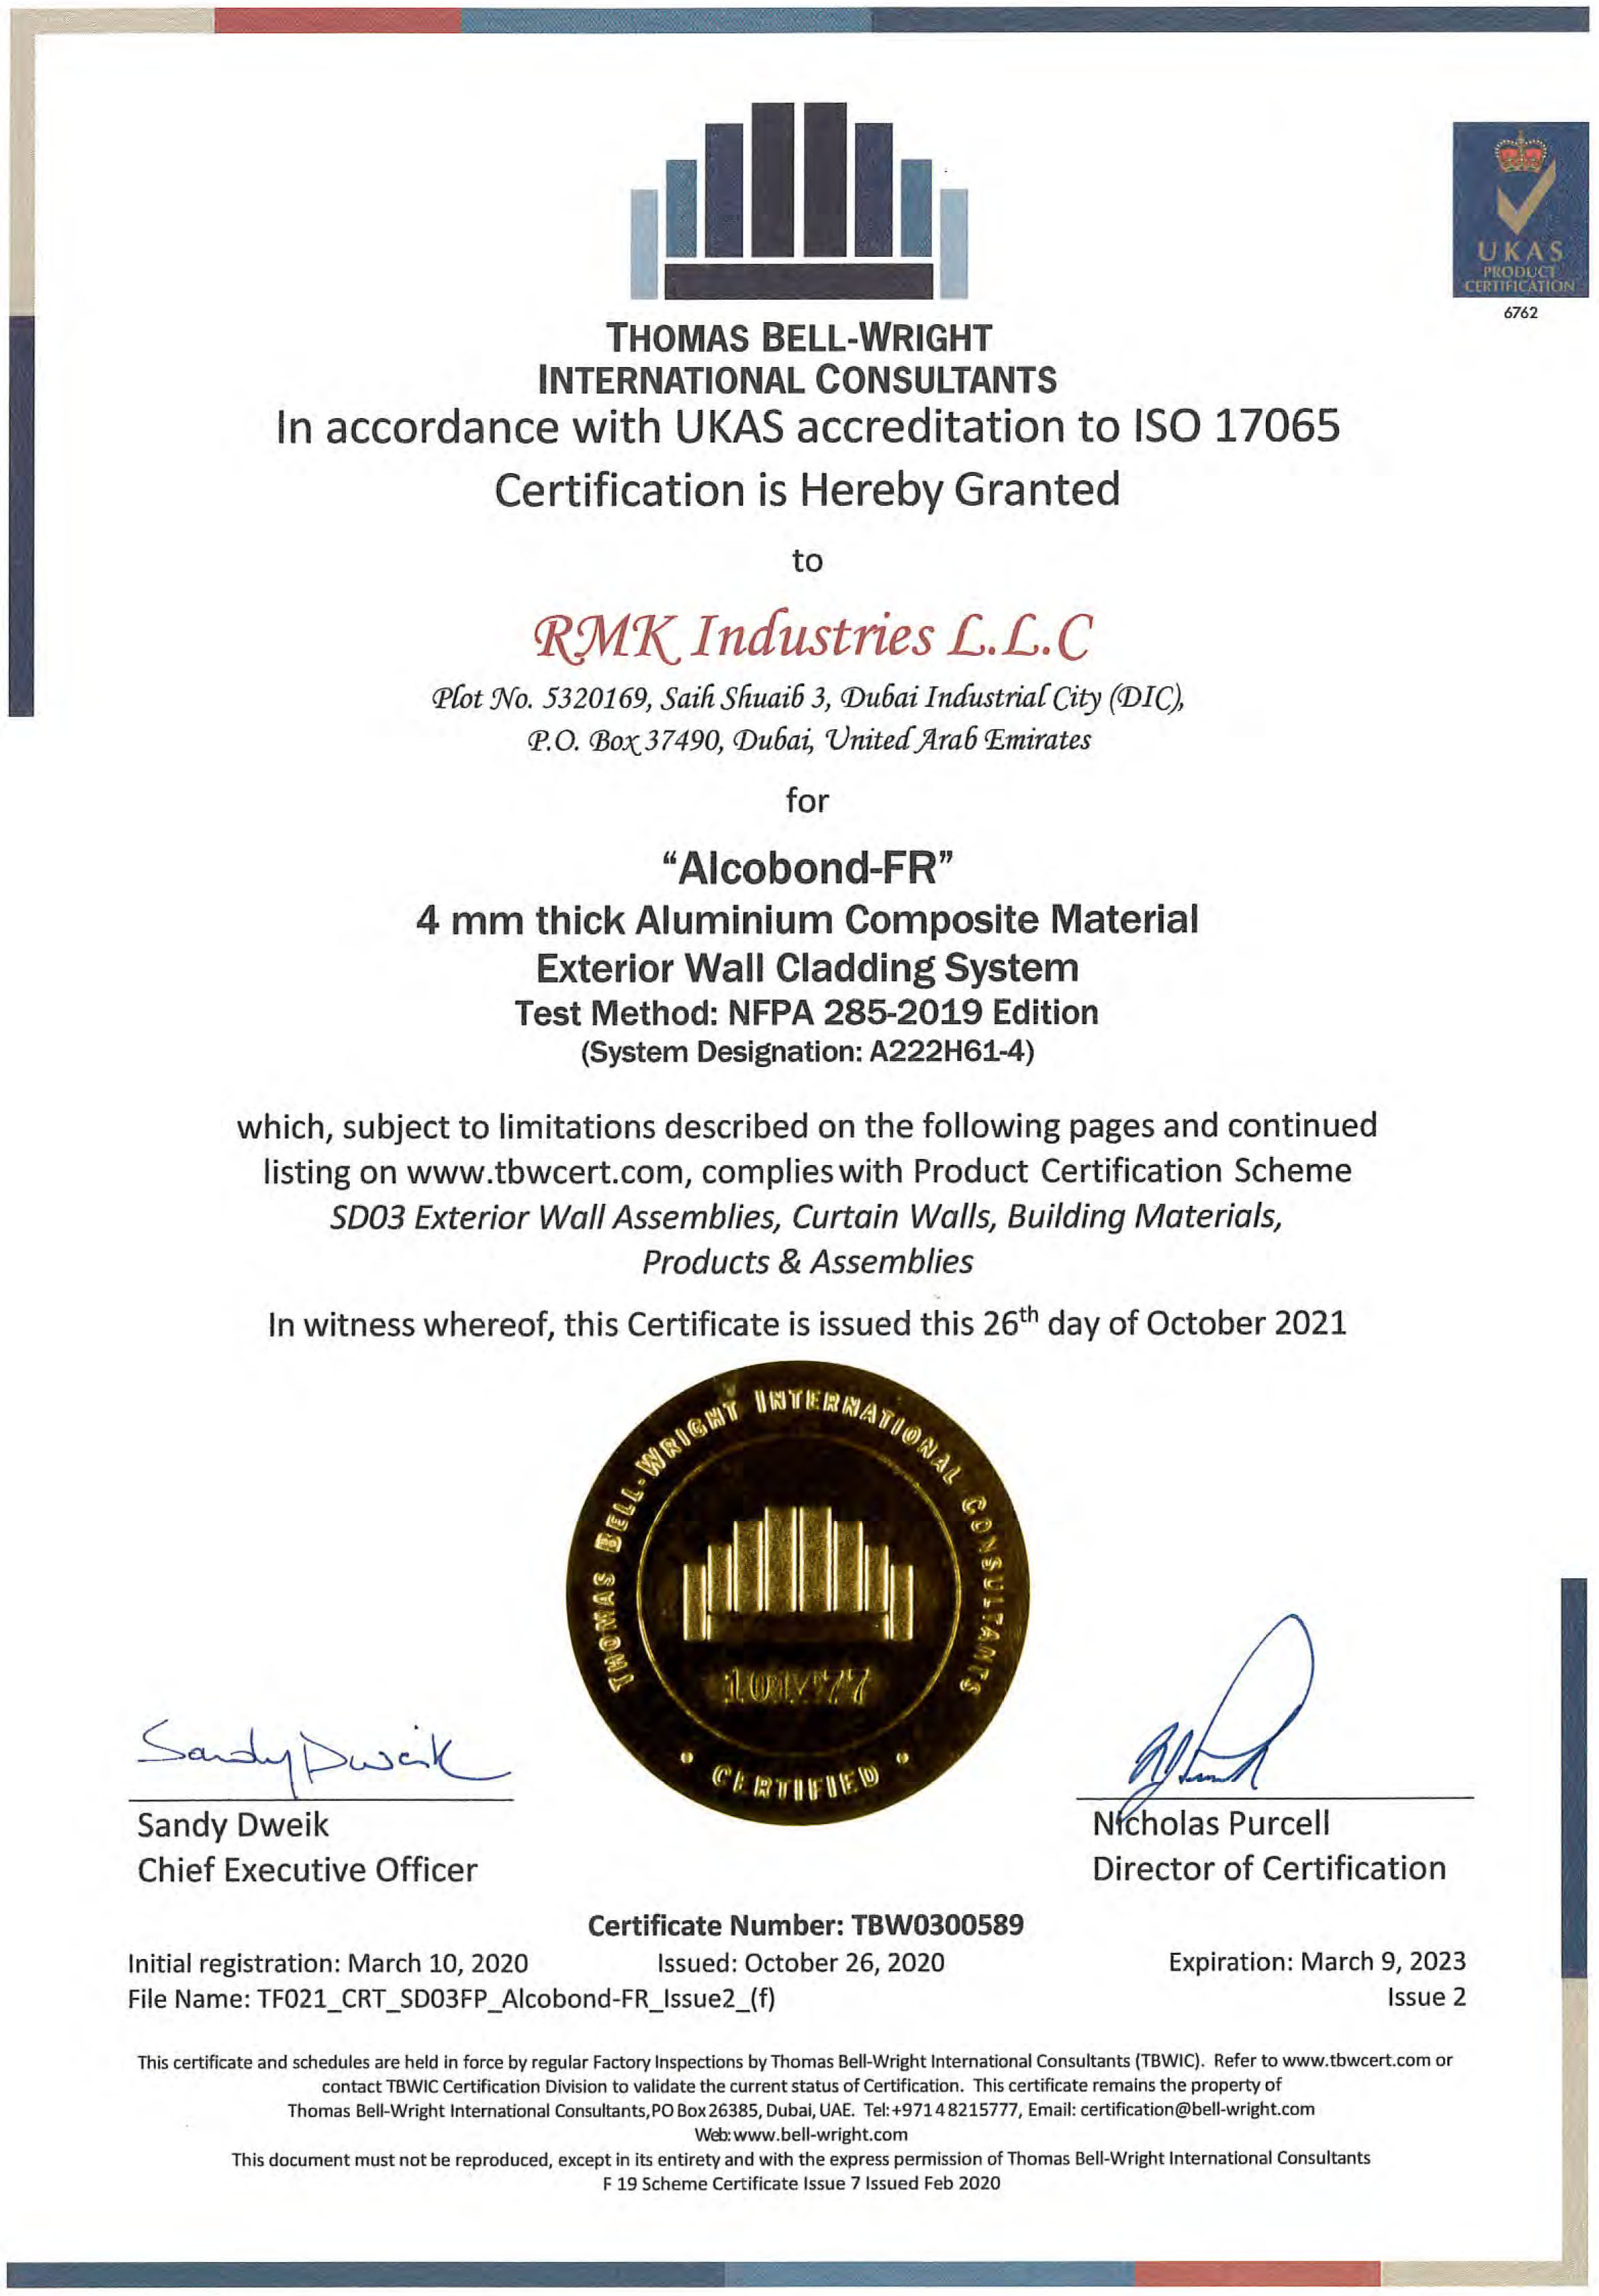 UKAS
PRODUCT
CERTIFICATION
6762
THOMAS BELL-WRIGHT
INTERNATIONAL CONSULTANTS
In accordance with UKAS accreditation to ISO 17065
Certification is Hereby Granted
to
RMK Industries L.L.C
Plot No. 5320169, Saih Shuaib 3, Dubai Industrial City (DIC),
P.O. Box 37490, Dubai, United Arab Emirates
for
“Alcobond-FR”
4 mm thick Aluminium Composite Material
Exterior Wall Cladding System
Test Method: NFPA 285-2019 Edition
(System Designation: A222H61-4)
which, subject to limitations described on the following pages and continued
listing on www.tbwcert.com, complies with Product Certification Scheme
SD03 Exterior Wall Assemblies, Curtain Walls, Building Materials,
Products & Assemblies
In witness whereof, this Certificate is issued this 26th day of October 2021
THOMAS BELL-WRIGHT INTERNATIONAL CONSULTANTS
• CERTIFIED •
Sandy Dweik
Sandy Dweik
Chief Executive Officer
Nicholas Purcell
Director of Certification
Certificate Number: TBW0300589
Initial registration: March 10, 2020 Issued: October 26, 2020 Expiration: March 9, 2023
File Name: TF021_CRT_SD03FP_Alcobond-FR_Issue2_(f) Issue 2
This certificate and schedules are held in force by regular Factory Inspections by Thomas Bell-Wright International Consultants (TBWIC). Refer to www.tbwcert.com or
contact TBWIC Certification Division to validate the current status of Certification. This certificate remains the property of
Thomas Bell-Wright International Consultants, PO Box 26385, Dubai, UAE. Tel:+971 4 8215777, Email: certification@bell-wright.com
Web: www.bell-wright.com
This document must not be reproduced, except in its entirety and with the express permission of Thomas Bell-Wright International Consultants
F 19 Scheme Certificate Issue 7 Issued Feb 2020